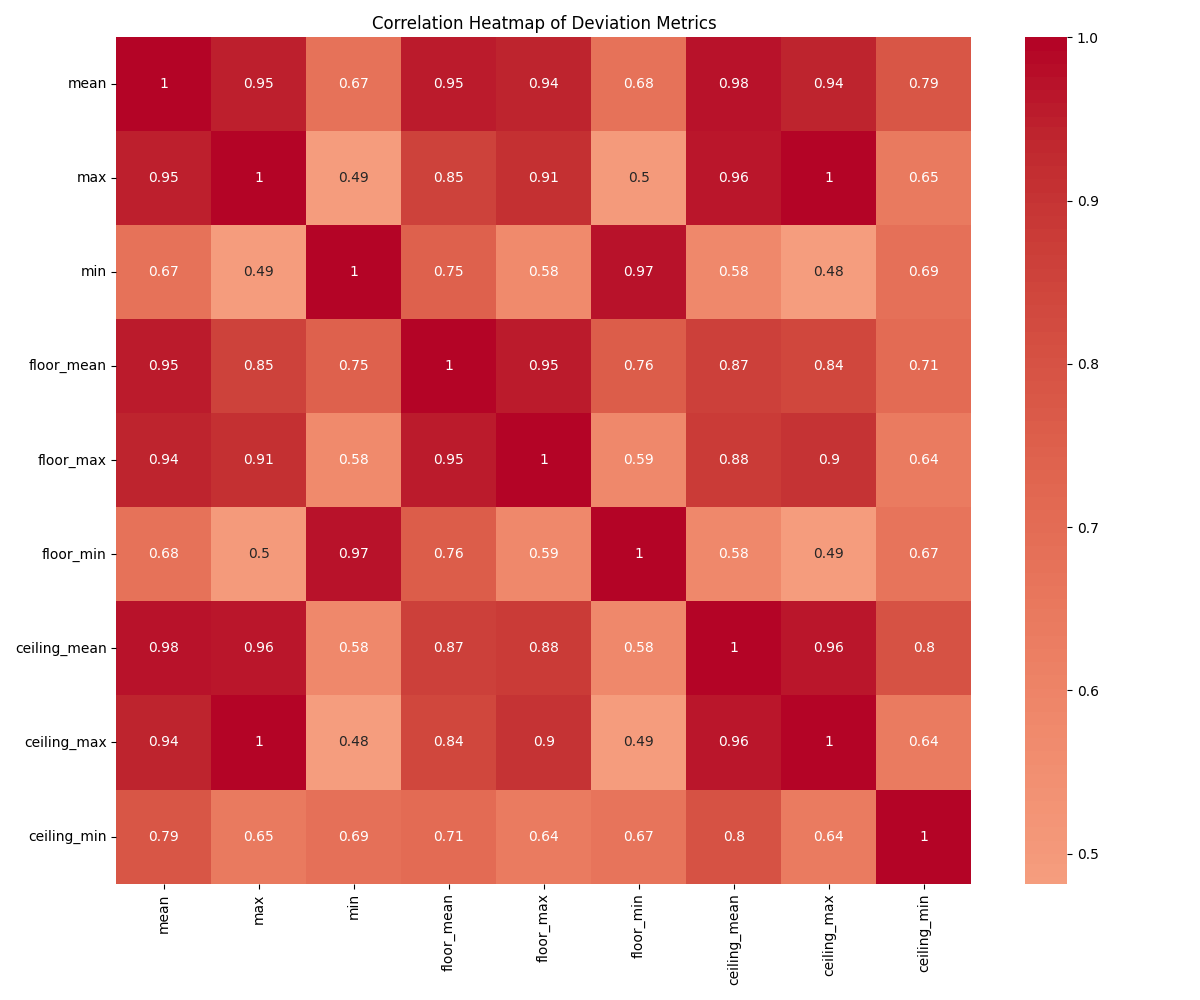 Correlation Heatmap of Deviation Metrics
mean 1 0.95 0.67 0.95 0.94 0.68 0.98 0.94 0.79
max 0.95 1 0.49 0.85 0.91 0.5 0.96 1 0.65
min 0.67 0.49 1 0.75 0.58 0.97 0.58 0.48 0.69
floor_mean 0.95 0.85 0.75 1 0.95 0.76 0.87 0.84 0.71
floor_max 0.94 0.91 0.58 0.95 1 0.59 0.88 0.9 0.64
floor_min 0.68 0.5 0.97 0.76 0.59 1 0.58 0.49 0.67
ceiling_mean 0.98 0.96 0.58 0.87 0.88 0.58 1 0.96 0.8
ceiling_max 0.94 1 0.48 0.84 0.9 0.49 0.96 1 0.64
ceiling_min 0.79 0.65 0.69 0.71 0.64 0.67 0.8 0.64 1
mean
max
min
floor_mean
floor_max
floor_min
ceiling_mean
ceiling_max
ceiling_min
1.0
0.9
0.8
0.7
0.6
0.5